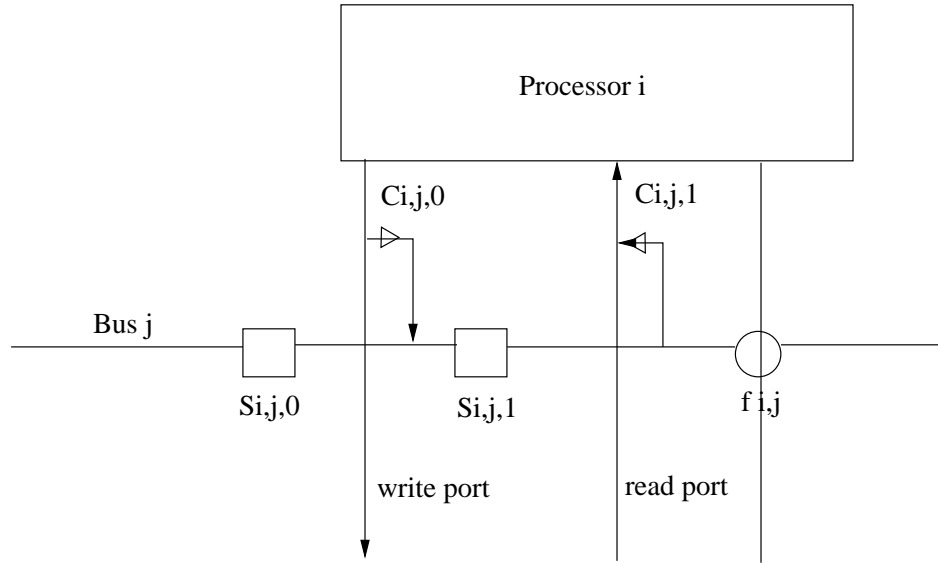 Processor i
Ci,j,0
Ci,j,1
Bus j
Si,j,0
Si,j,1
f i,j
write port
read port